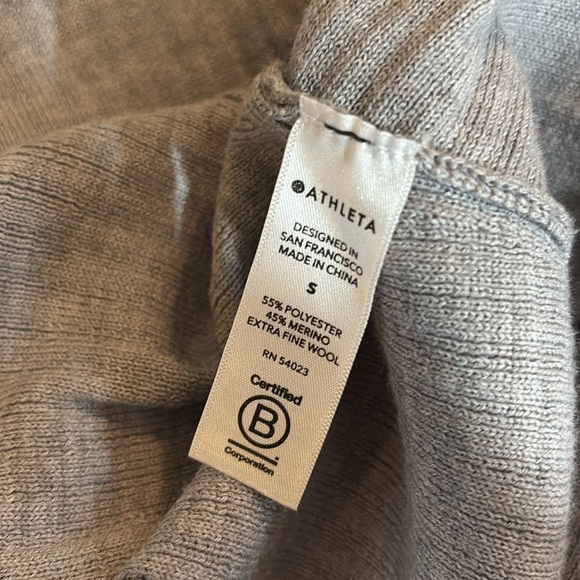 ATHLETA
DESIGNED IN
SAN FRANCISCO
MADE IN CHINA
S
55% POLYESTER
45% MERINO
EXTRA FINE WOOL
RN 54023
Certified
B
Corporation